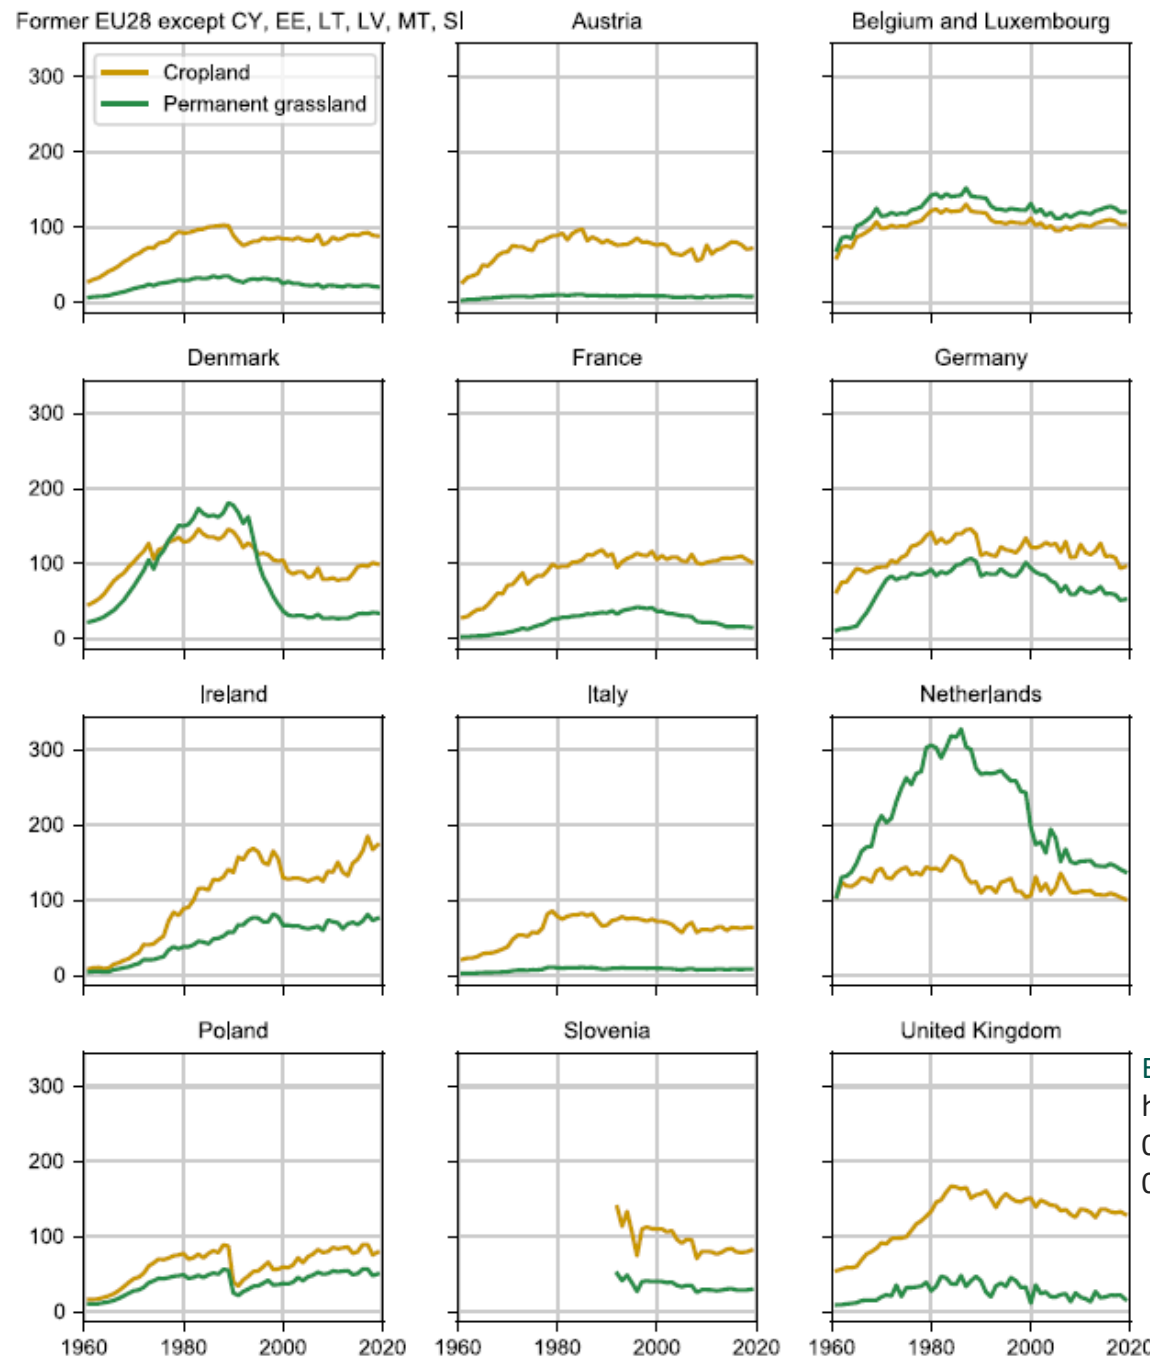 Former EU28 except CY, EE, LT, LV, MT, SI
Austria
Belgium and Luxembourg
Cropland
Permanent grassland
300
200
100
0
Denmark
France
Germany
300
200
100
0
Ireland
Italy
Netherlands
300
200
100
0
Poland
Slovenia
United Kingdom
300
200
100
0
1960 1980 2000 2020
1960 1980 2000 2020
1960 1980 2000 2020